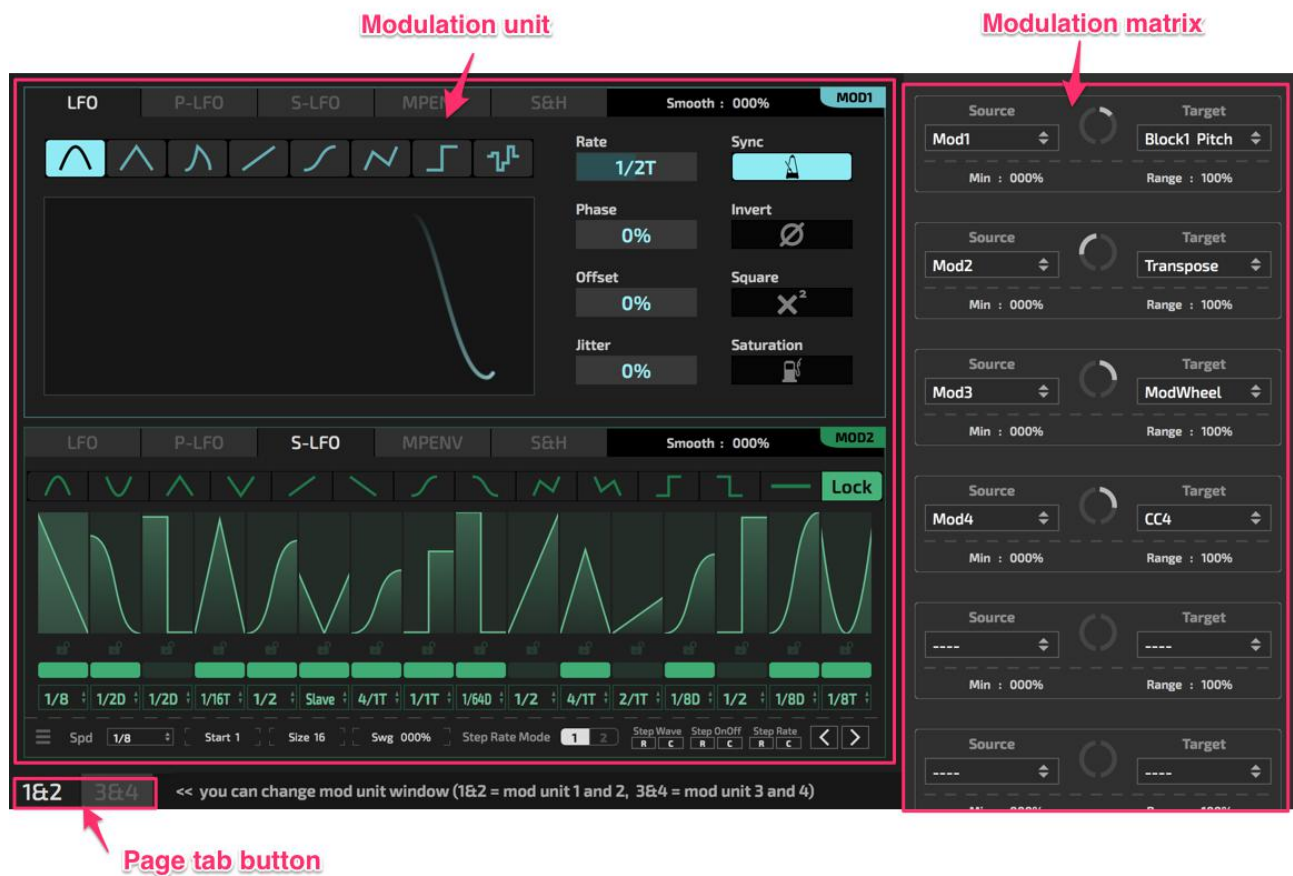 Modulation unit
Modulation matrix
LFO P-LFO S-LFO MPENV S&H Smooth : 000% MOD1
Rate Sync
1/2T
Phase Invert
0%
Offset Square
0% X²
Jitter Saturation
0%
LFO P-LFO S-LFO MPENV S&H Smooth : 000% MOD2
Lock
1/8 1/2D 1/2D 1/16T 1/2 Slave 4/1T 1/1T 1/64D 1/2 4/1T 2/1T 1/8D 1/2 1/8D 1/8T
Spd 1/8 Start 1 Size 16 Swg 000% Step Rate Mode 1 2 Step Wave R C Step OnOff R C Step Rate R C < >
1&2 3&4 << you can change mod unit window (1&2 = mod unit 1 and 2, 3&4 = mod unit 3 and 4)
Page tab button
Source Target
Mod1 Block1 Pitch
Min : 000% Range : 100%
Source Target
Mod2 Transpose
Min : 000% Range : 100%
Source Target
Mod3 ModWheel
Min : 000% Range : 100%
Source Target
Mod4 CC4
Min : 000% Range : 100%
Source Target
---- ----
Min : 000% Range : 100%
Source Target
---- ----